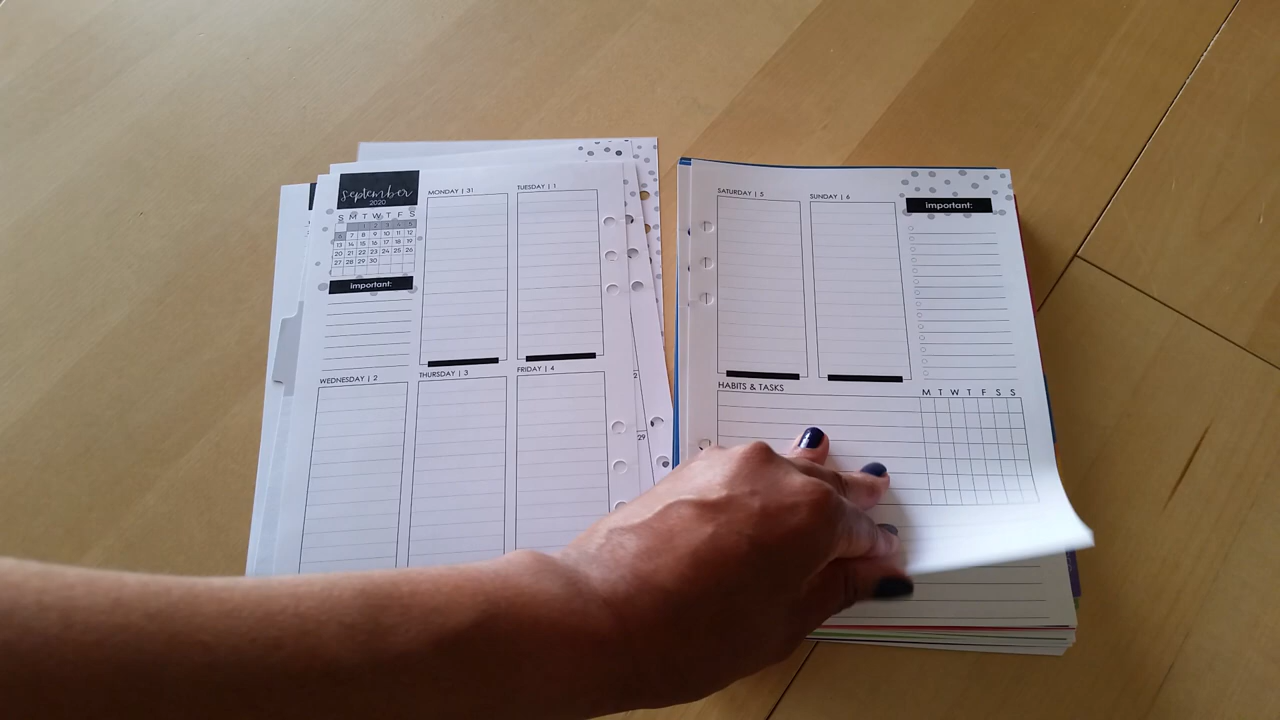 september
2020
S M T W T F S
1 2 3 4 5
6 7 8 9 10 11 12
13 14 15 16 17 18 19
20 21 22 23 24 25 26
27 28 29 30
important:
MONDAY | 31
TUESDAY | 1
WEDNESDAY | 2
THURSDAY | 3
FRIDAY | 4
2
29
SATURDAY | 5
SUNDAY | 6
important:
HABITS & TASKS
M T W T F S S